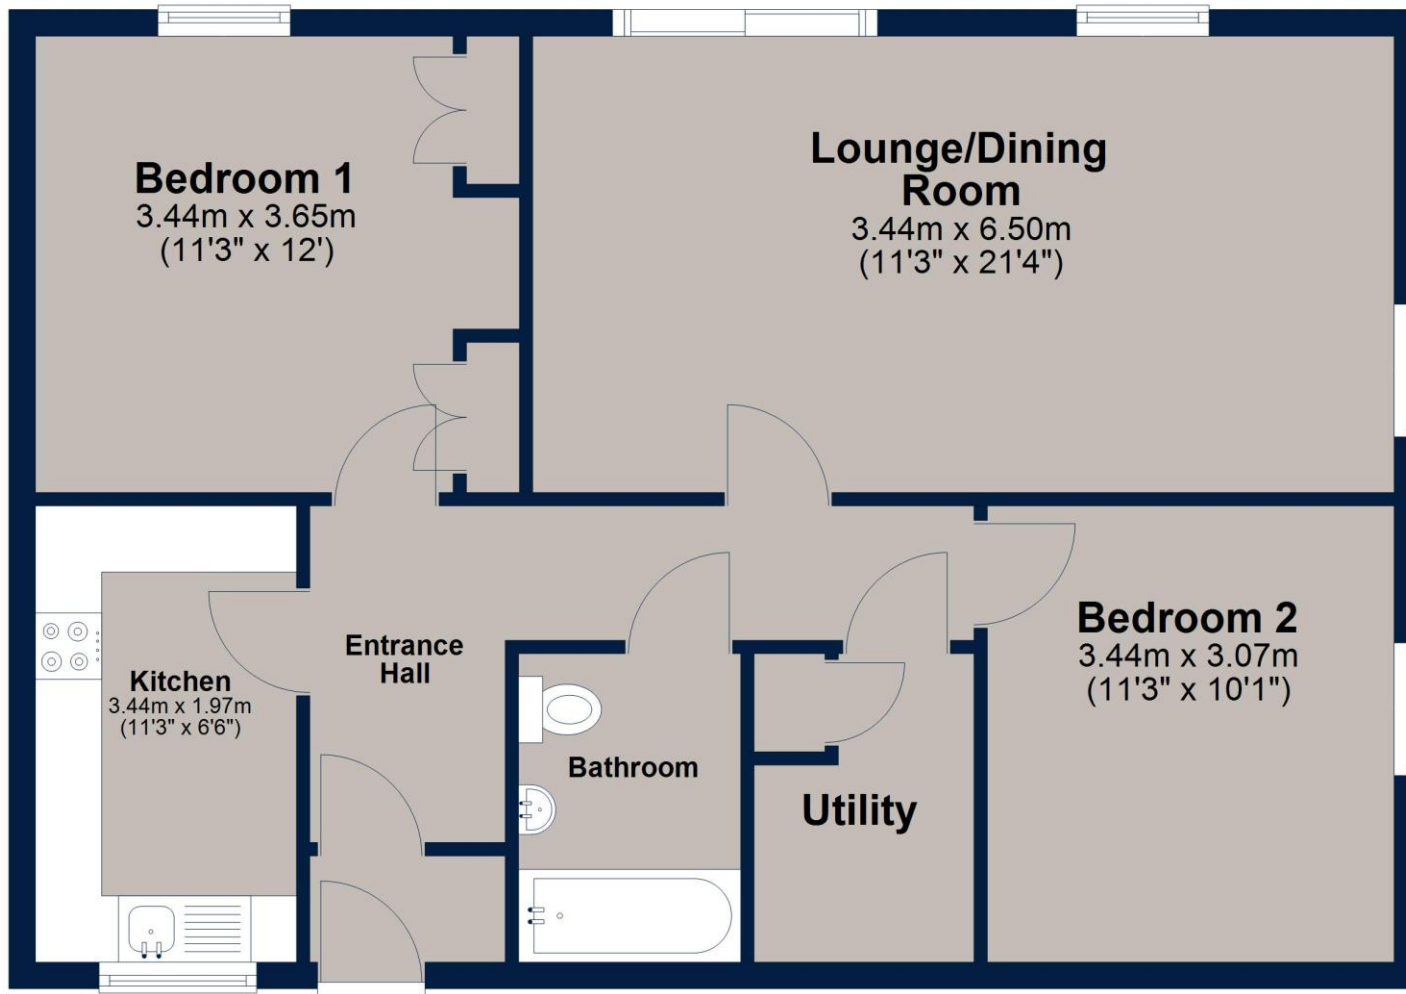 Bedroom 1
3.44m x 3.65m
(11'3" x 12')
Lounge/Dining
Room
3.44m x 6.50m
(11'3" x 21'4")
Kitchen
3.44m x 1.97m
(11'3" x 6'6")
Entrance
Hall
Bathroom
Utility
Bedroom 2
3.44m x 3.07m
(11'3" x 10'1")